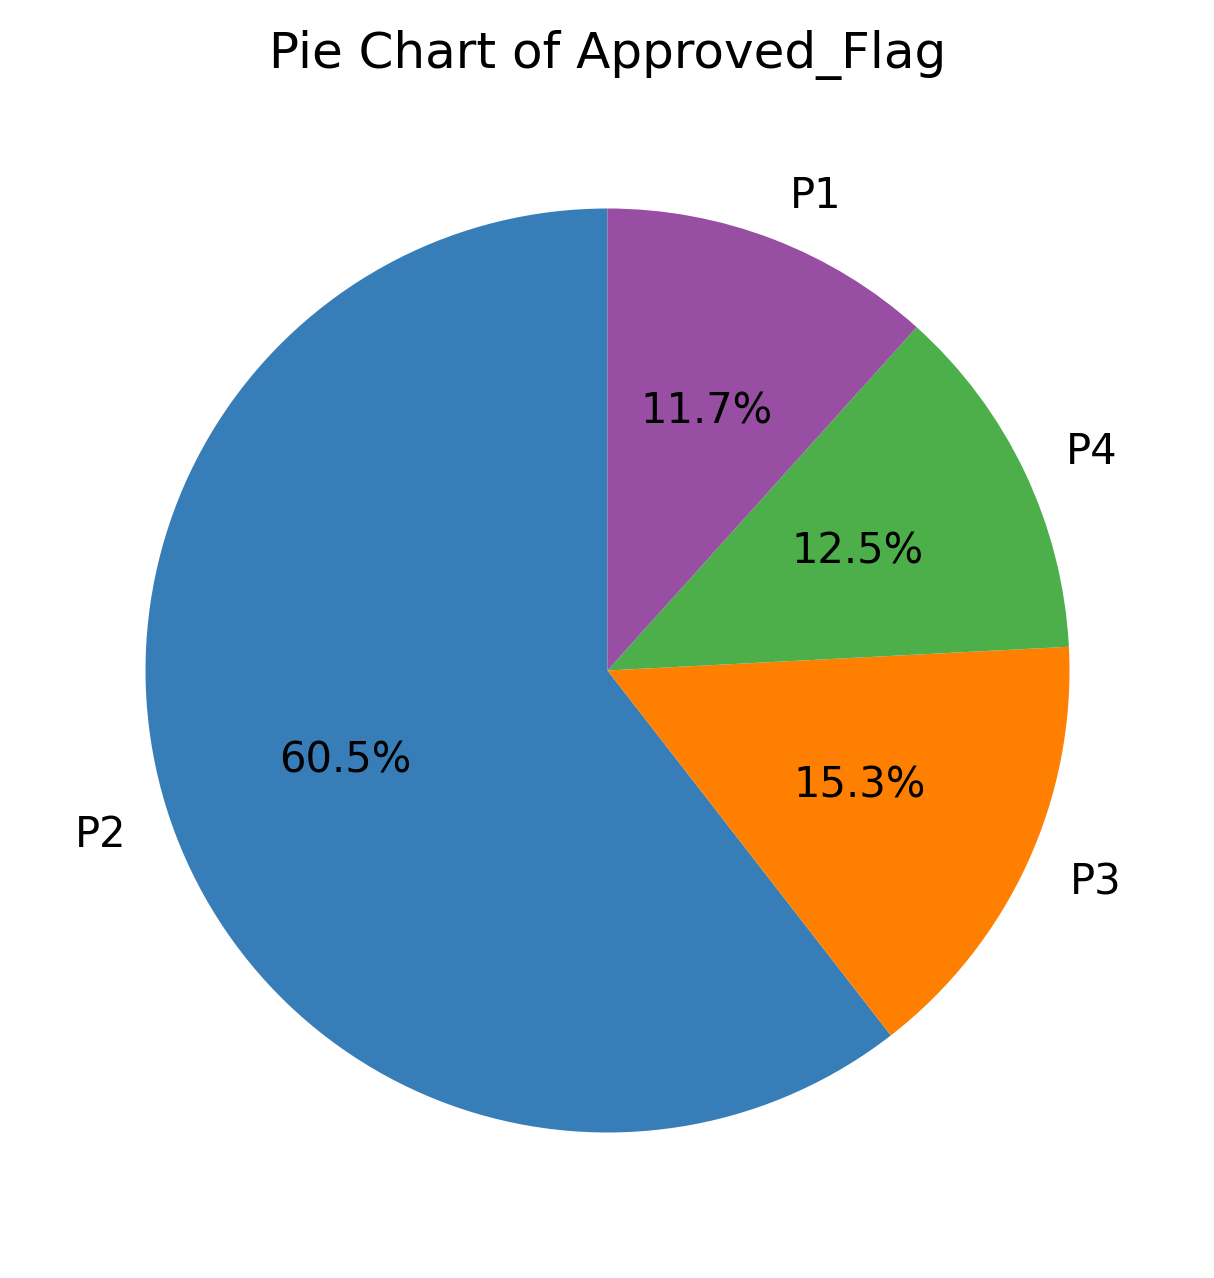 Pie Chart of Approved_Flag
P1
11.7%
P4
12.5%
60.5%
15.3%
P2
P3